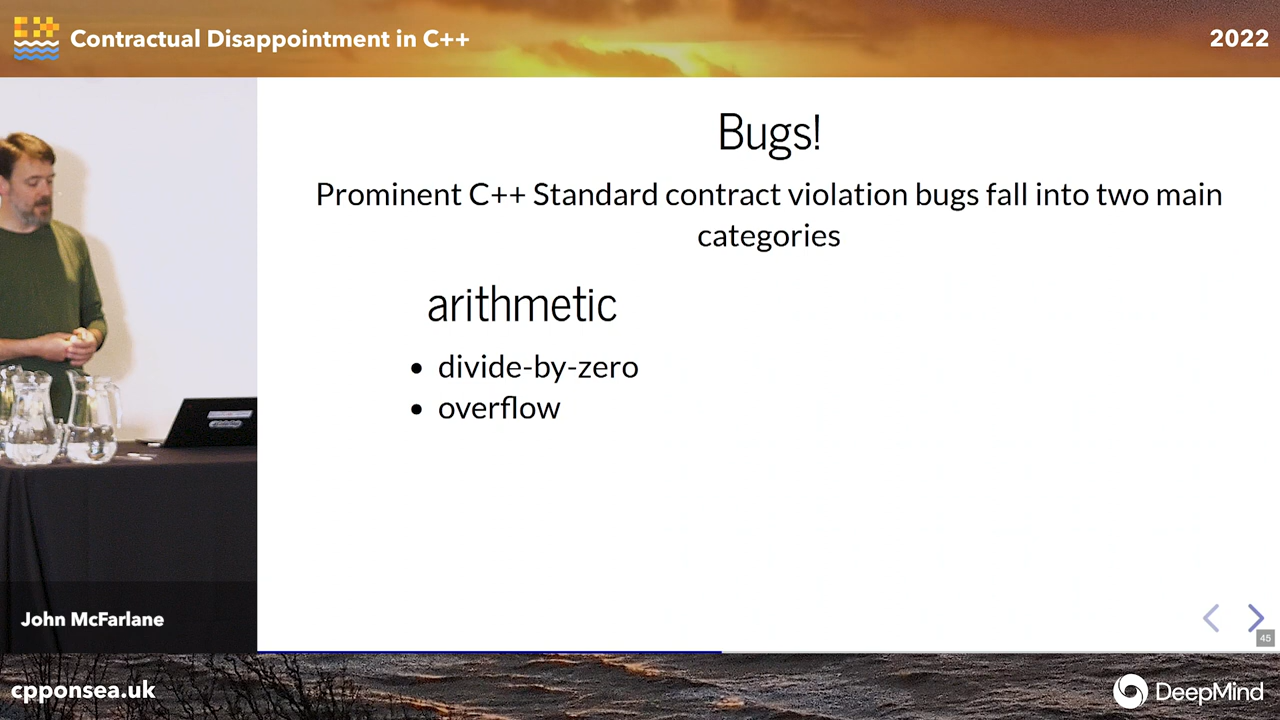 Contractual Disappointment in C++
2022
Bugs!
Prominent C++ Standard contract violation bugs fall into two main
categories
arithmetic
• divide-by-zero
• overflow
John McFarlane
45
cpponsea.uk
DeepMind